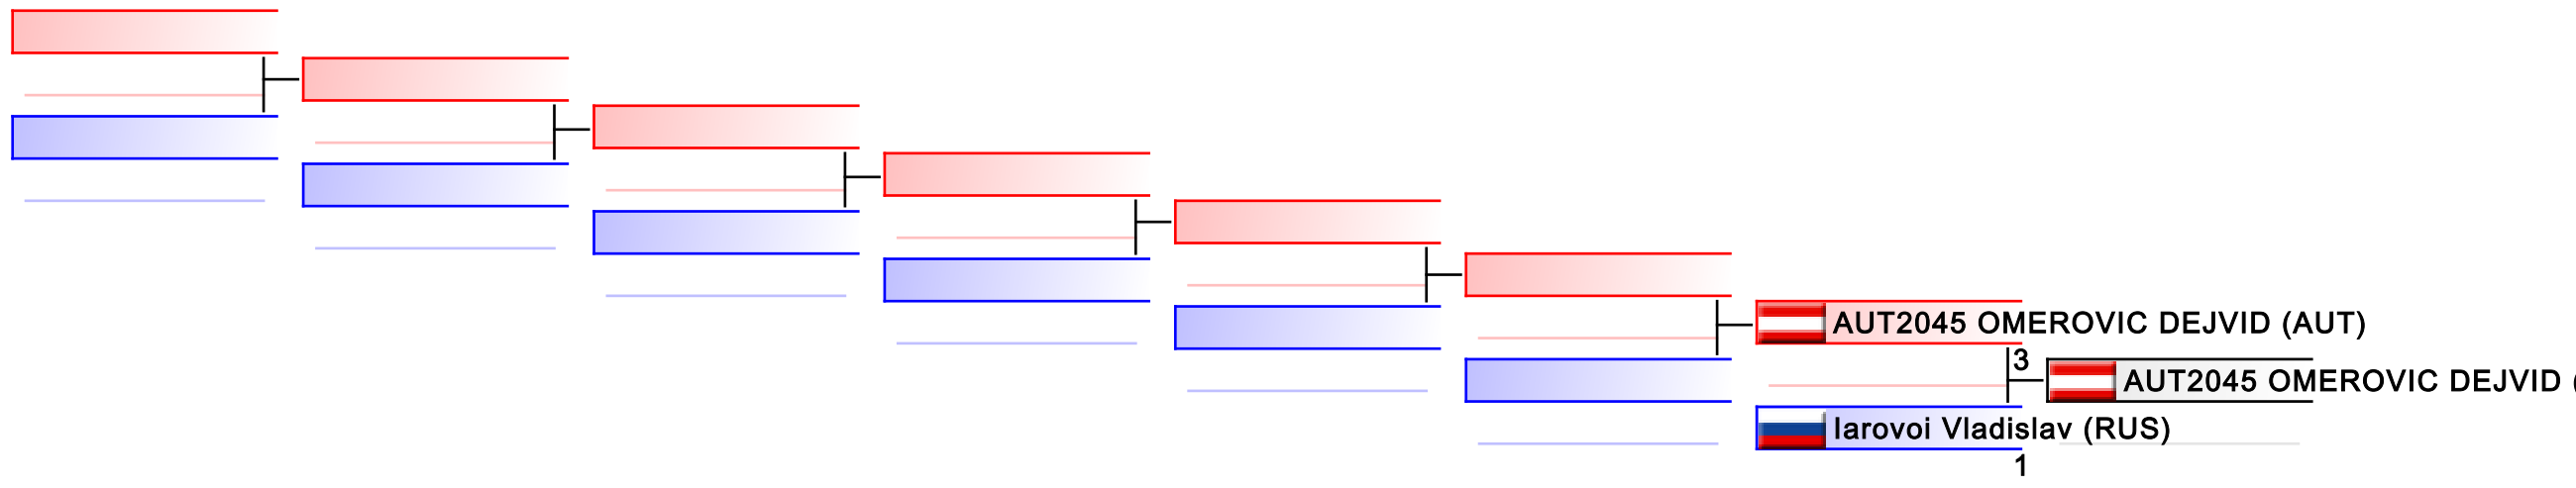 AUT2045 OMEROVIC DEJVID (AUT)
3
AUT2045 OMEROVIC DEJVID (
Iarovoi Vladislav (RUS)
1